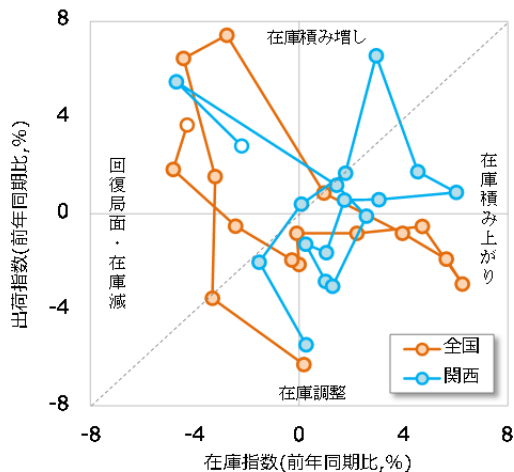 8
4
0
-4
-8
-8
-4
0
4
8
出荷指数(前年同期比,%)
在庫指数(前年同期比,%)
在庫積み増し
在庫積み上がり
回復局面・在庫減
在庫調整
全国
関西